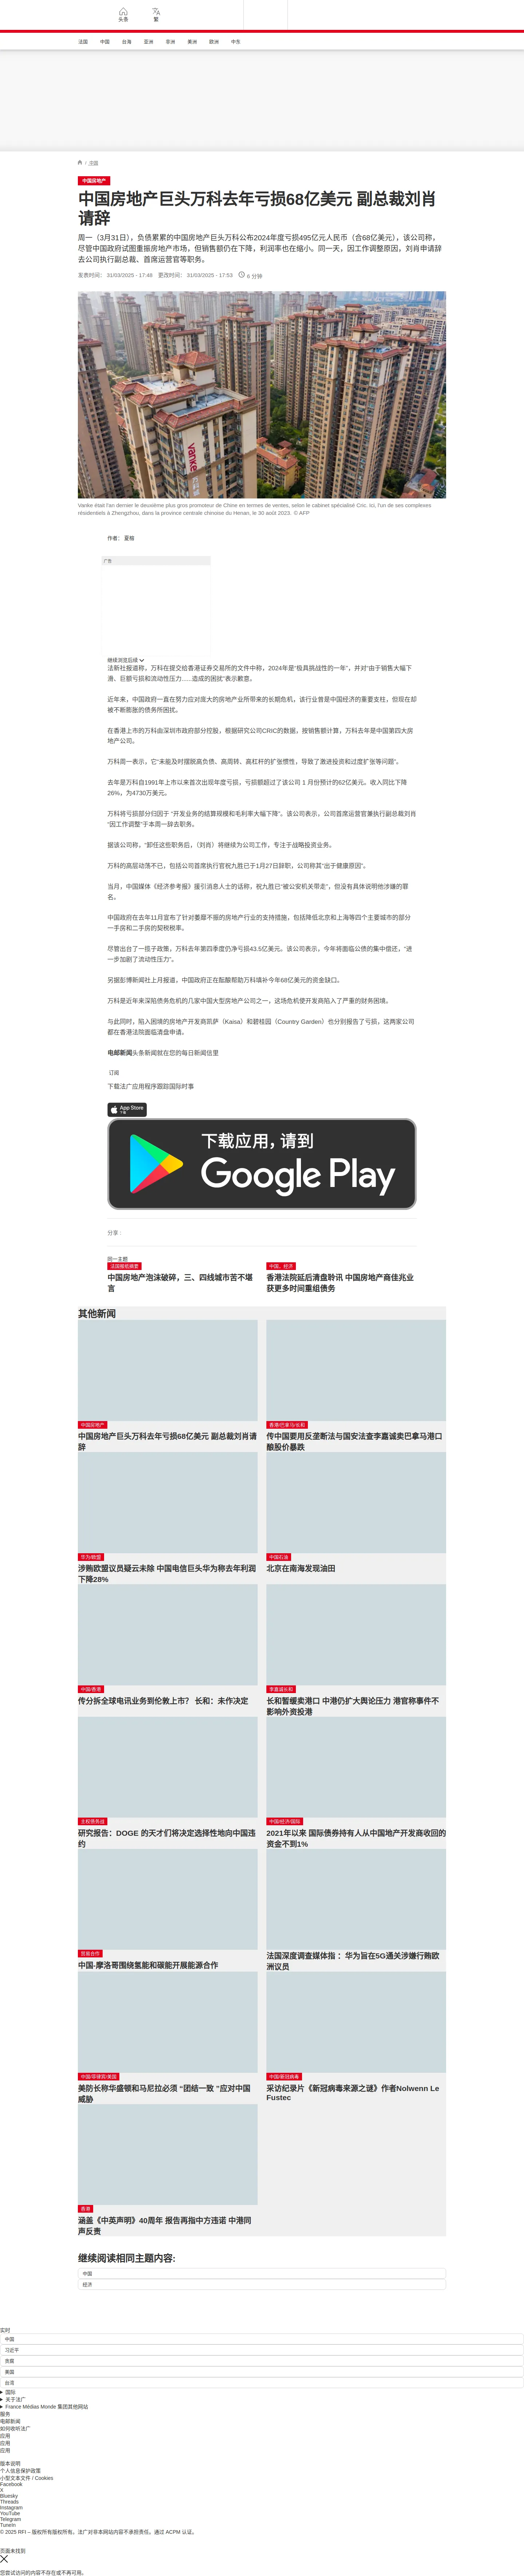 头条
繁
法国
中国
台海
亚洲
非洲
美洲
欧洲
中东
/ 中国
中国房地产
中国房地产巨头万科去年亏损68亿美元 副总裁刘肖
请辞
周一（3月31日），负债累累的中国房地产巨头万科公布2024年度亏损495亿元人民币（合68亿美元），该公司称，
尽管中国政府试图重振房地产市场，但销售额仍在下降，利润率也在缩小。同一天，因工作调整原因，刘肖申请辞
去公司副总裁、首席运营官等职务。
发表时间： 31/03/2025 - 17:49 更改时间： 31/03/2025 - 17:53 6 分钟
vanke
Vanke était l'an dernier le deuxième plus gros promoteur de Chine en termes de ventes, selon le cabinet spécialisé Cric. Ici, l'un de ses complexes
résidentiels à Zhengzhou, dans la province centrale chinoise du Henan, le 30 août 2023. © AFP
作者： 夏榕
广告
继续浏览后续
法新社报道称，万科在提交给香港证券交易所的文件中称，2024年是“极具挑战性的一年”，并对“由于销售大幅下
滑、巨额亏损和流动性压力……造成的困扰”表示歉意。
近年来，中国政府一直在努力应对庞大的房地产业所带来的长期危机，该行业曾是中国经济的重要支柱，但现在却
被不断膨胀的债务所困扰。
在香港上市的万科由深圳市政府部分控股，根据研究公司CRIC的数据，按销售额计算，万科去年是中国第四大房
地产公司。
万科周一表示，它“未能及时摆脱高负债、高周转、高杠杆的扩张惯性，导致了激进投资和过度扩张等问题”。
去年是万科自1991年上市以来首次出现年度亏损，亏损额超过了该公司 1 月份预计的62亿美元。收入同比下降
26%，为4730万美元。
万科将亏损部分归因于 “开发业务的结算规模和毛利率大幅下降”。该公司表示，公司首席运营官兼执行副总裁刘肖
“因工作调整”于本周一辞去职务。
据该公司称，“卸任这些职务后，（刘肖）将继续为公司工作，专注于战略投资业务。
万科的高层动荡不已，包括公司首席执行官祝九胜已于1月27日辞职，公司称其“出于健康原因”。
当月，中国媒体《经济参考报》援引消息人士的话称，祝九胜已“被公安机关带走”，但没有具体说明他涉嫌的罪
名。
中国政府在去年11月宣布了针对萎靡不振的房地产行业的支持措施，包括降低北京和上海等四个主要城市的部分
一手房和二手房的契税税率。
尽管出台了一揽子政策，万科去年第四季度仍净亏损43.5亿美元。该公司表示，今年将面临公债的集中偿还，“进
一步加剧了流动性压力”。
另据彭博新闻社上月报道，中国政府正在酝酿帮助万科填补今年68亿美元的资金缺口。
万科是近年来深陷债务危机的几家中国大型房地产公司之一，这场危机使开发商陷入了严重的财务困境。
与此同时，陷入困境的房地产开发商凯萨（Kaisa）和碧桂园（Country Garden）也分别报告了亏损，这两家公司
都在香港法院面临清盘申请。
电邮新闻头条新闻就在您的每日新闻信里
订阅
下载法广应用程序跟踪国际时事
App Store
下载应用，请到
Google Play
分享 :
同一主题
法国报纸摘要
中国房地产泡沫破碎，三、四线城市苦不堪
言
中国，经济
香港法院延后清盘聆讯 中国房地产商佳兆业
获更多时间重组债务
其他新闻
中国房地产
中国房地产巨头万科去年亏损68亿美元 副总裁刘肖请
辞
香港/巴拿马/长和
传中国要用反垄断法与国安法查李嘉诚卖巴拿马港口
酿股价暴跌
华为/欧盟
涉贿欧盟议员疑云未除 中国电信巨头华为称去年利润
下降28%
中国石油
北京在南海发现油田
中国/香港
传分拆全球电讯业务到伦敦上市？ 长和：未作决定
李嘉诚长和
长和暂缓卖港口 中港仍扩大舆论压力 港官称事件不
影响外资投港
主权债务战
研究报告：DOGE 的天才们将决定选择性地向中国违
约
中国/经济/国际
2021年以来 国际债券持有人从中国地产开发商收回的
资金不到1%
贸易合作
中国-摩洛哥围绕氢能和碳能开展能源合作
法国深度调查媒体指 ：华为旨在5G通关涉嫌行贿欧
洲议员
中国/菲律宾/美国
美防长称华盛顿和马尼拉必须 “团结一致 ”应对中国
威胁
中国/新冠病毒
采访纪录片《新冠病毒来源之谜》作者Nolwenn Le
Fustec
香港
涵盖《中英声明》40周年 报告再指中方违诺 中港同
声反责
继续阅读相同主题内容:
中国
经济
实时
中国
习近平
贪腐
美国
台湾
国际
关于法广
France Médias Monde 集团其他网站
服务
电邮新闻
如何收听法广
应用
应用
应用
版本说明
个人信息保护政策
小型文本文件 / Cookies
Facebook
X
Bluesky
Threads
Instagram
YouTube
Telegram
TuneIn
© 2025 RFI – 版权所有版权所有。法广对非本网站内容不承担责任。通过 ACPM 认证。
页面未找到
您尝试访问的内容不存在或不再可用。